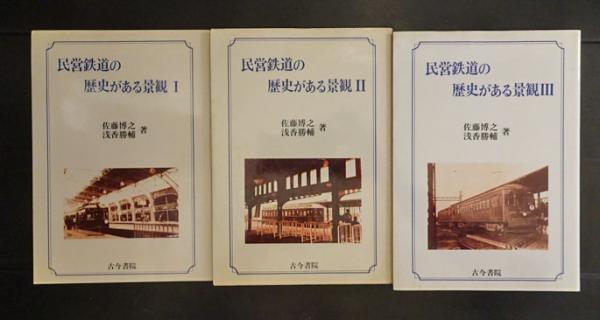 民営鉄道の
歴史がある景観 I
佐藤博之
浅香勝輔 著
古今書院
民営鉄道の
歴史がある景観 II
佐藤博之
浅香勝輔 著
古今書院
民営鉄道の
歴史がある景観 III
佐藤博之
浅香勝輔 著
古今書院